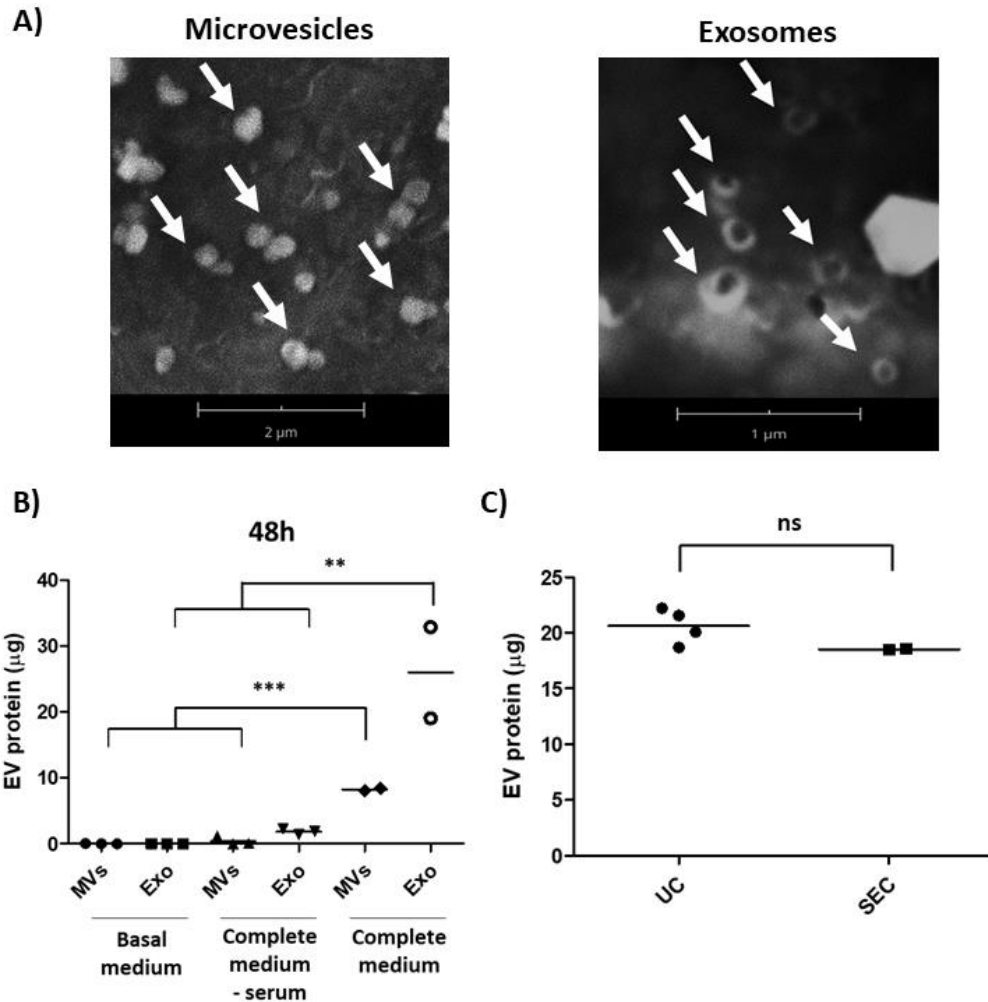 A)
Microvesicles
Exosomes
2 μm
1 μm
B)
48h
**
***
EV protein (μg)
40
30
20
10
0
MVs
Exo
MVs
Exo
MVs
Exo
Basal
medium
Complete
medium
- serum
Complete
medium
C)
ns
EV protein (μg)
25
20
15
10
5
0
UC
SEC